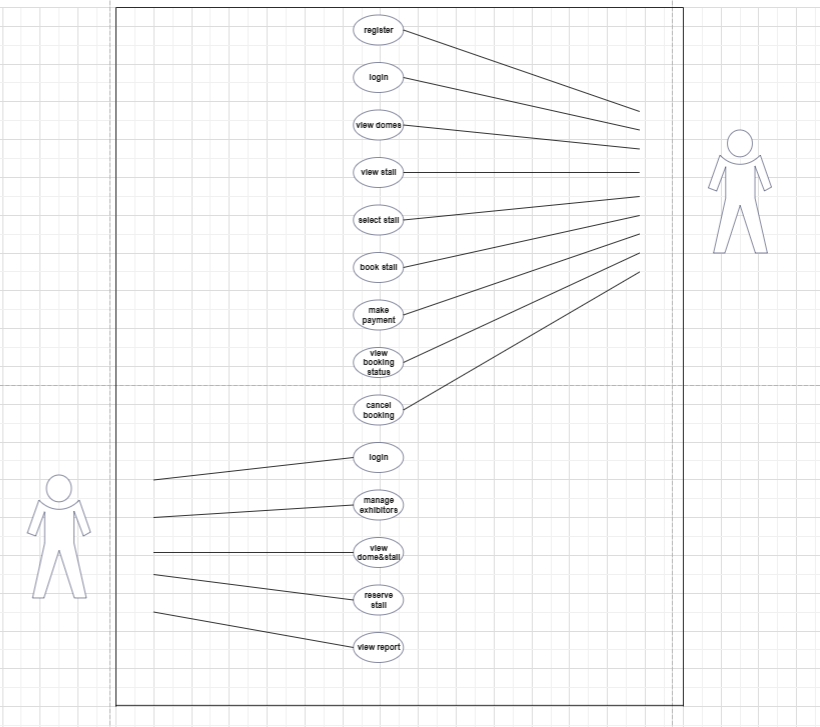 register
login
view domes
view stall
select stall
book stall
make
payment
view
booking
status
cancel
booking
login
manage
exhibitors
view
dome&stall
reserve
stall
view report